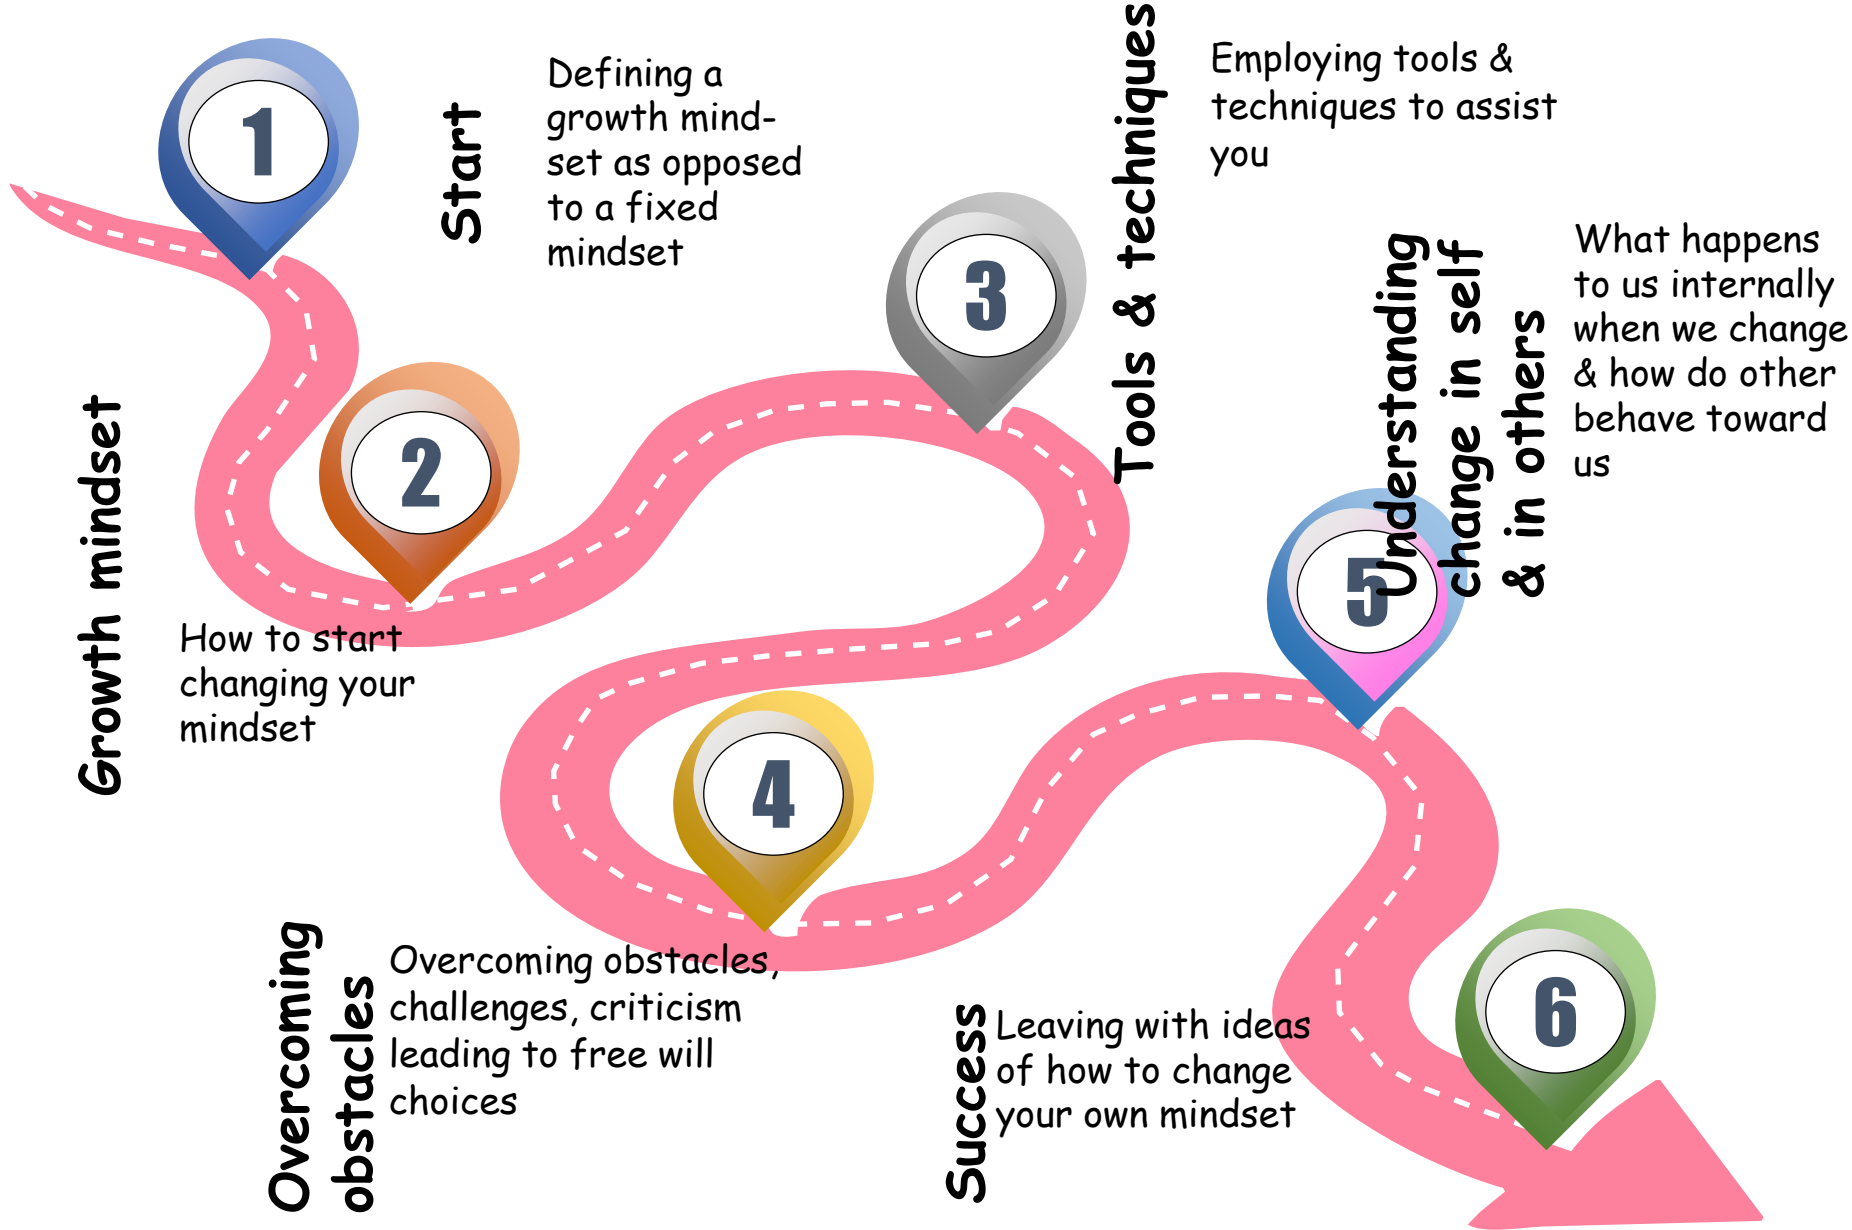 1
Start
Defining a
growth mind-
set as opposed
to a fixed
mindset
2
Growth mindset
How to start
changing your
mindset
3
Tools & techniques
Employing tools &
techniques to assist
you
4
Overcoming
obstacles
Overcoming obstacles,
challenges, criticism
leading to free will
choices
5
Understanding
change in self
& in others
What happens
to us internally
when we change
& how do other
behave toward
us
6
Success
Leaving with ideas
of how to change
your own mindset